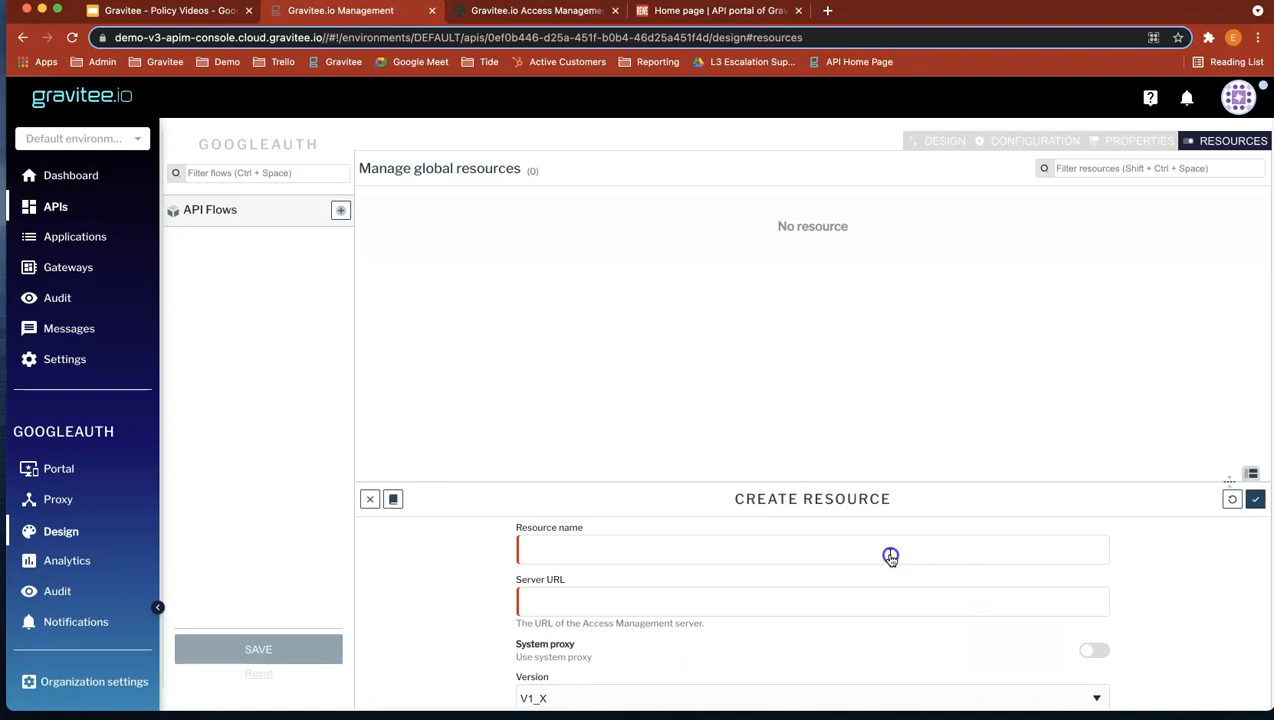 Gravitee - Policy Videos - Goo
Gravitee.io Management
Gravitee.io Access Manageme
Home page | API portal of Grav
demo-v3-apim-console.cloud.gravitee.io//#!/environments/DEFAULT/apis/0ef0b446-d25a-451f-b0b4-46d25a451f4d/design#resources
E
Apps
Admin
Gravitee
Demo
Trello
Gravitee
Google Meet
Tide
Active Customers
Reporting
L3 Escalation Sup...
API Home Page
Reading List
gravitee.io
Default environm...
GOOGLEAUTH
DESIGN
CONFIGURATION
PROPERTIES
RESOURCES
Filter flows (Ctrl + Space)
Manage global resources (0)
Filter resources (Shift + Ctrl + Space)
Dashboard
APIs
API Flows
No resource
Applications
Gateways
Audit
Messages
Settings
GOOGLEAUTH
Portal
Proxy
Design
Analytics
Audit
Notifications
Organization settings
SAVE
Reset
CREATE RESOURCE
Resource name
Server URL
The URL of the Access Management server.
System proxy
Use system proxy
Version
V1_X